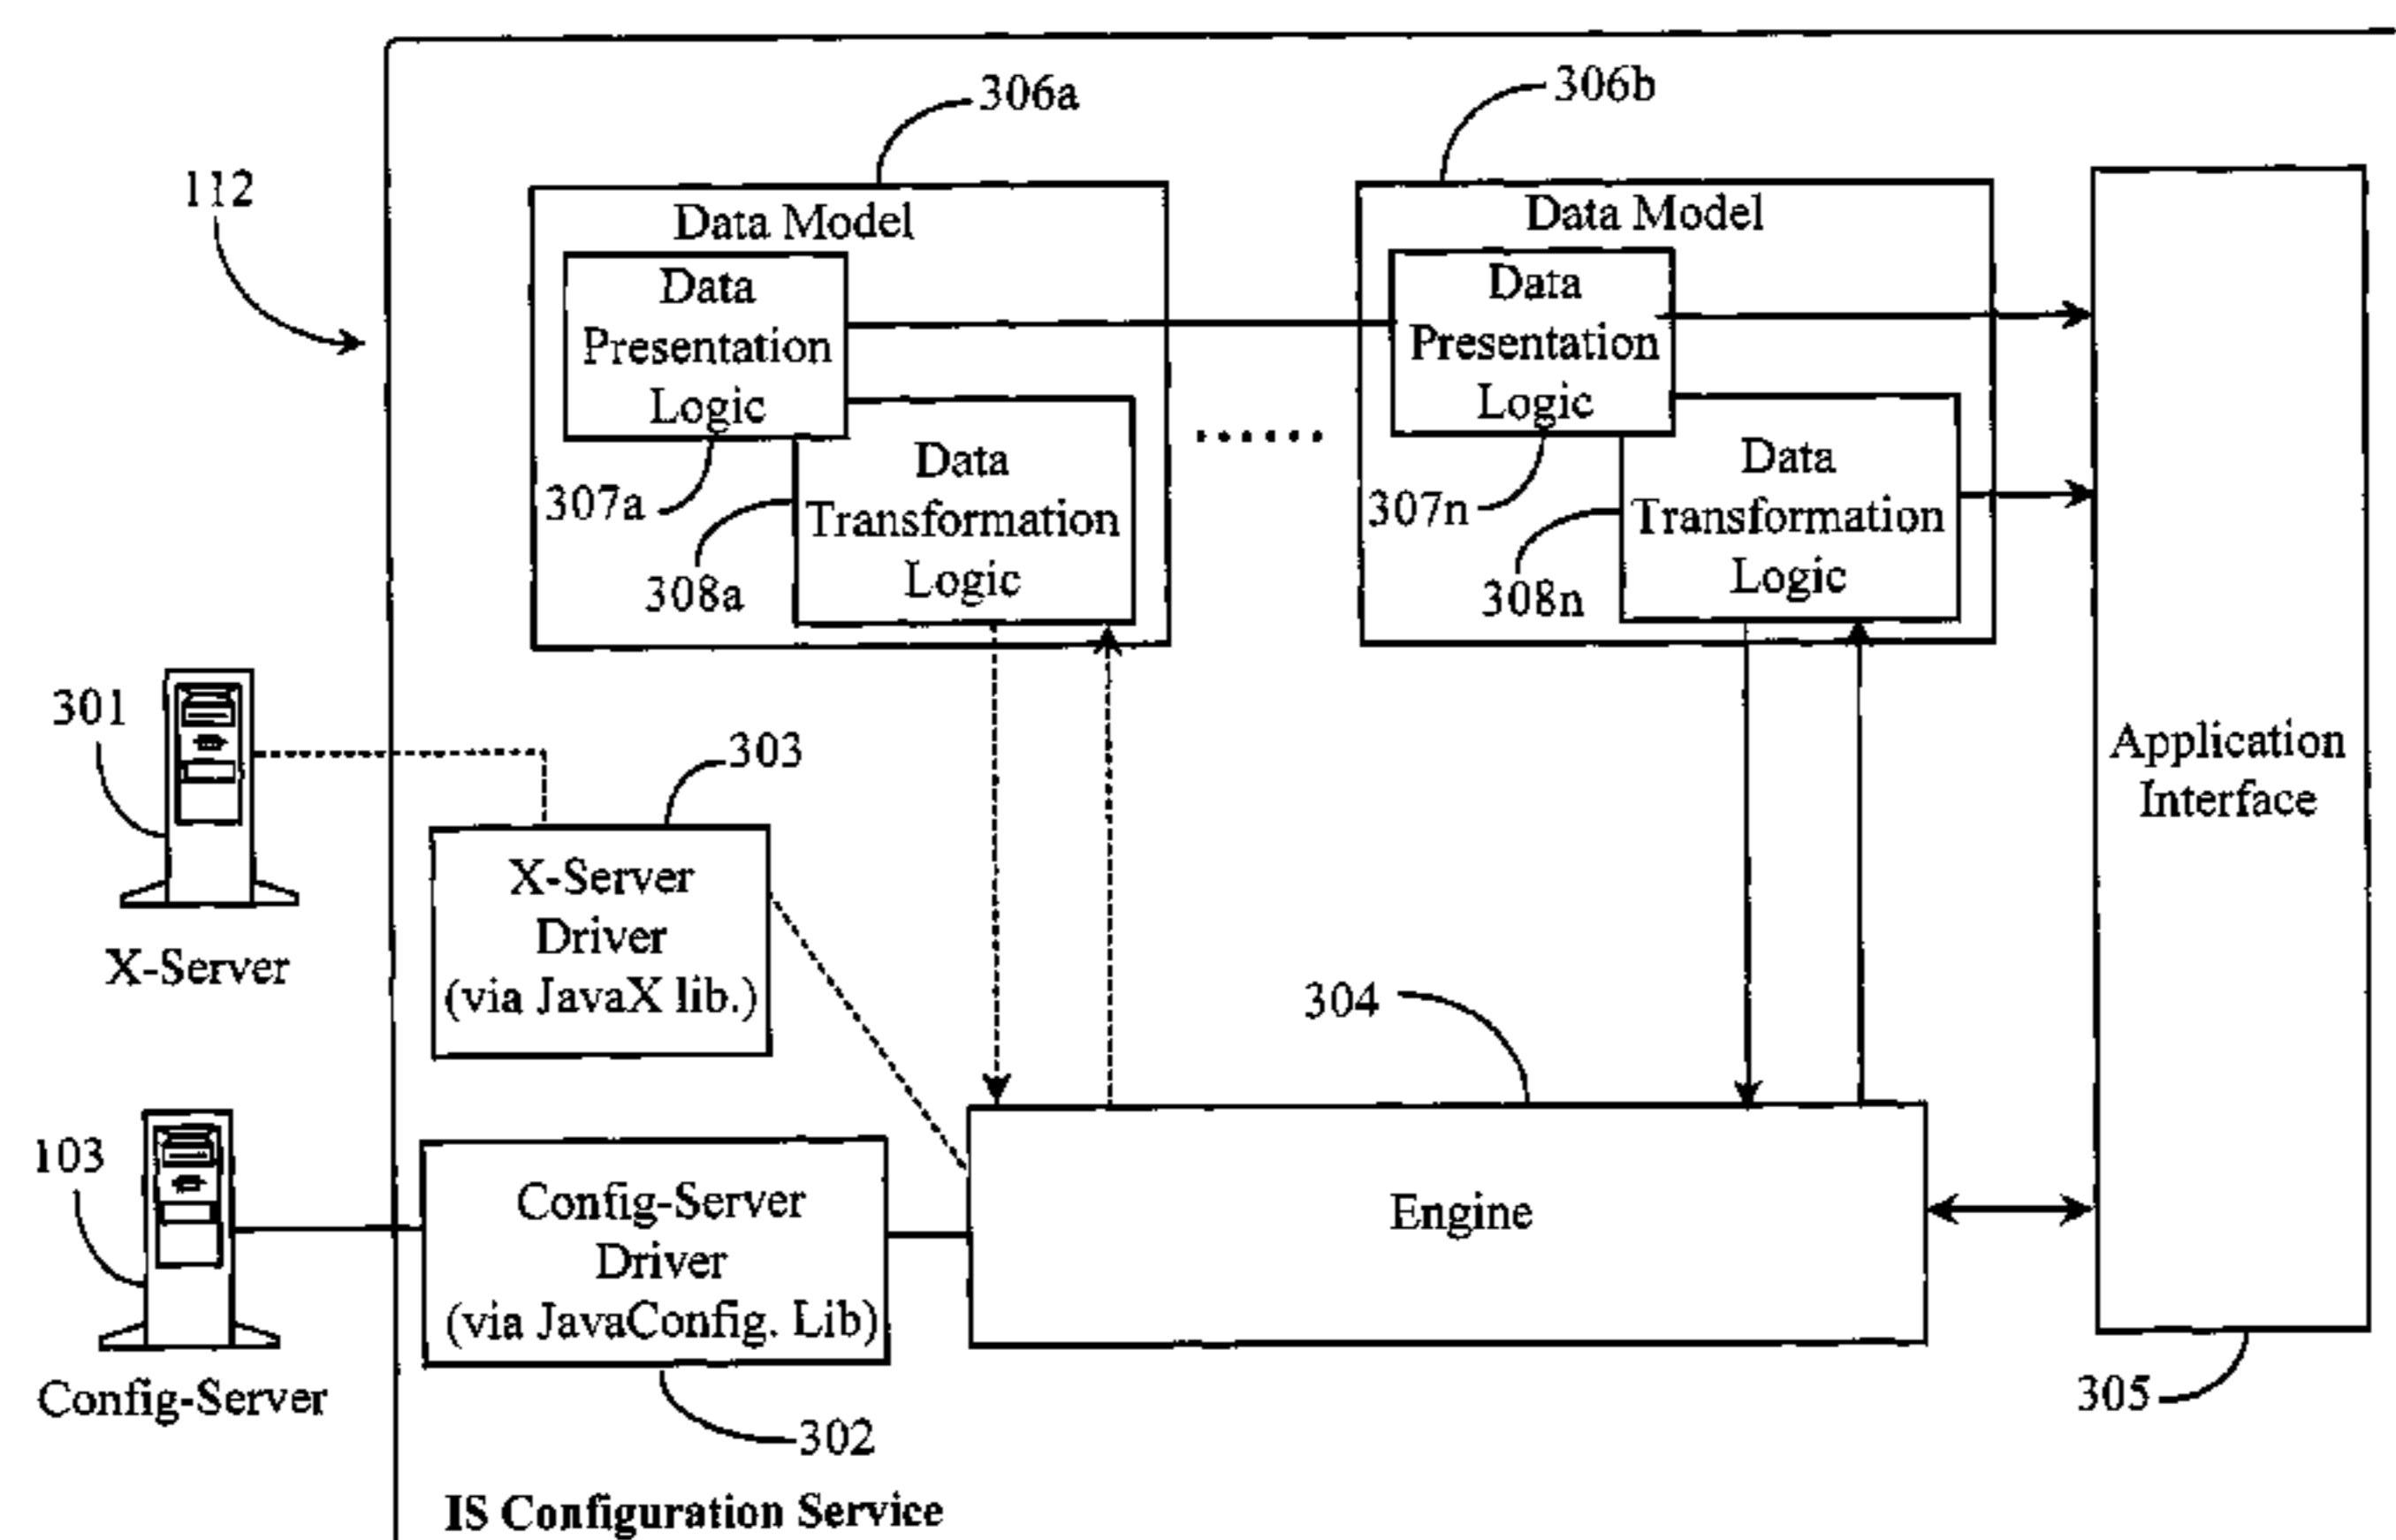 306a
306b
112
Data Model
Data
Presentation
Logic
307a
Data
Transformation
Logic
308a
......
Data Model
Data
Presentation
Logic
307n
Data
Transformation
Logic
308n
Application
Interface
305
301
X-Server
303
X-Server
Driver
(via JavaX lib.)
304
Engine
103
Config-Server
Config-Server
Driver
(via JavaConfig. Lib)
302
IS Configuration Service